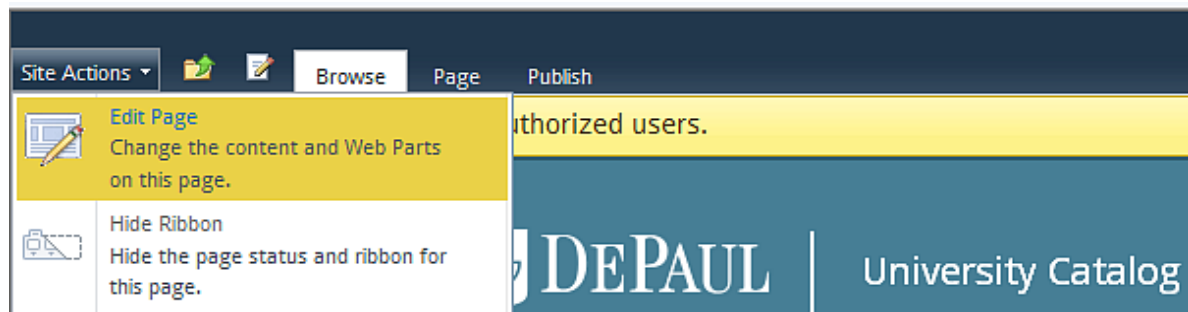 Site Actions Browse Page Publish
Edit Page
Change the content and Web Parts
on this page.
Hide Ribbon
Hide the page status and ribbon for
this page.
users.
DEPAUL University Catalog